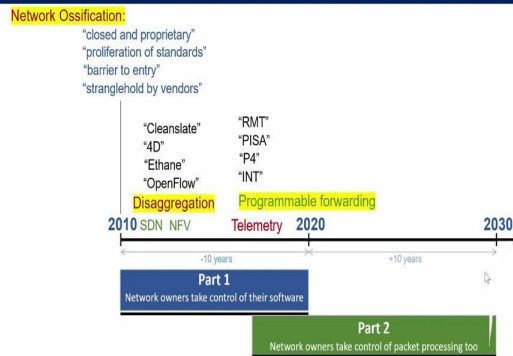 Network Ossification:
“closed and proprietary”
“proliferation of standards”
“barrier to entry”
“stranglehold by vendors”
“Cleanslate”
“4D”
“Ethane”
“OpenFlow”
“RMT”
“PISA”
“P4”
“INT”
Disaggregation
Programmable forwarding
2010 SDN NFV Telemetry 2020 2030
-10 years +10 years
Part 1
Network owners take control of their software
Part 2
Network owners take control of packet processing too